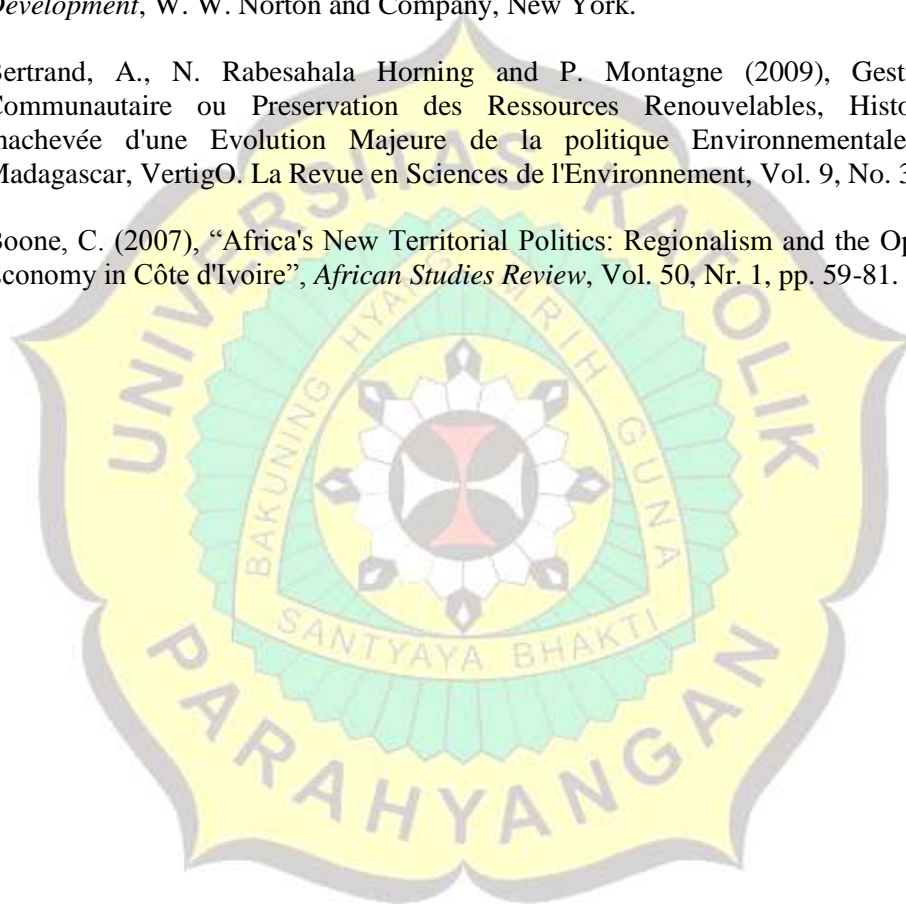 Development, W. W. Norton and Company, New York.
Bertrand, A., N. Rabesahala Horning and P. Montagne (2009), Gesti
Communautaire ou Preservation des Ressources Renouvelables, Histo
nachevée d'une Evolution Majeure de la politique Environnementale
Madagascar, VertigO. La Revue en Sciences de l'Environnement, Vol. 9, No. 3
Boone, C. (2007), “Africa's New Territorial Politics: Regionalism and the Op
Economy in Côte d'Ivoire”, African Studies Review, Vol. 50, Nr. 1, pp. 59-81.
UNIVERSITAS KATOLIK
BAKUNING HYANG MRIH GUNA
SANTYAYA BHAKTI
PARAHYANGAN